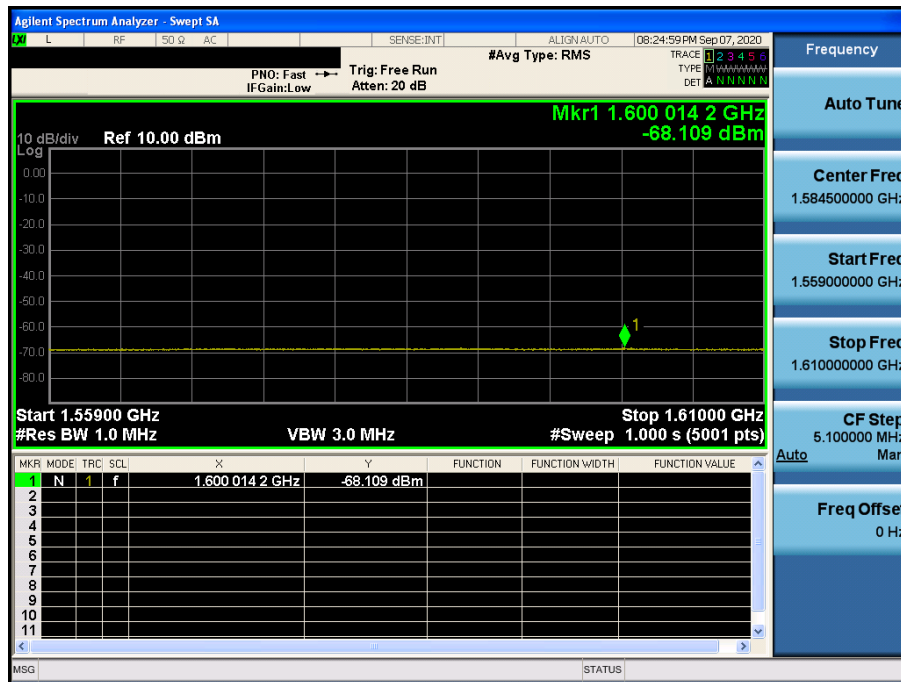 Agilent Spectrum Analyzer - Swept SA
LXI L RF 50 Ω AC SENSE:INT ALIGN AUTO 08:24:59 PM Sep 07, 2020
#Avg Type: RMS
TRACE 1 2 3 4 5 6
PNO: Fast Trig: Free Run
TYPE M WWWWW
IFGain:Low Atten: 20 dB
DET A N N N N N
Mkr1 1.600 014 2 GHz
-68.109 dBm
10 dB/div Ref 10.00 dBm
Log
0.00
-10.0
-20.0
-30.0
-40.0
-50.0
-60.0
1
-70.0
-80.0
Start 1.55900 GHz Stop 1.61000 GHz
#Res BW 1.0 MHz VBW 3.0 MHz #Sweep 1.000 s (5001 pts)
MKR MODE TRC SCL X Y FUNCTION FUNCTION WIDTH FUNCTION VALUE
1 N 1 f 1.600 014 2 GHz -68.109 dBm
2
3
4
5
6
7
8
9
10
11
MSG STATUS
Frequency
Auto Tune
Center Freq
1.584500000 GHz
Start Freq
1.559000000 GHz
Stop Freq
1.610000000 GHz
CF Step
5.100000 MHz
Auto Man
Freq Offset
0 Hz